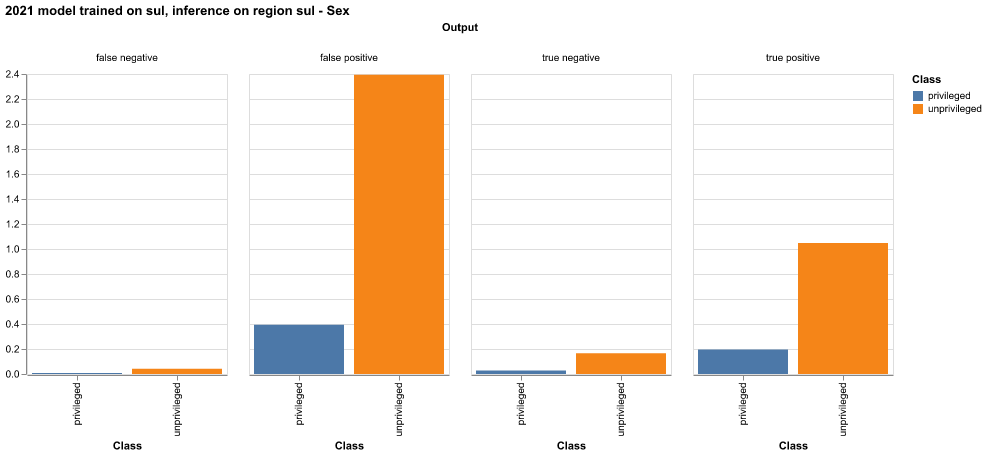 2021 model trained on sul, inference on region sul - Sex
Output
false negative false positive true negative true positive
2.4
2.2
2.0
1.8
1.6
1.4
1.2
1.0
0.8
0.6
0.4
0.2
0.0
privileged unprivileged privileged unprivileged privileged unprivileged privileged unprivileged
Class Class Class Class
Class
privileged
unprivileged